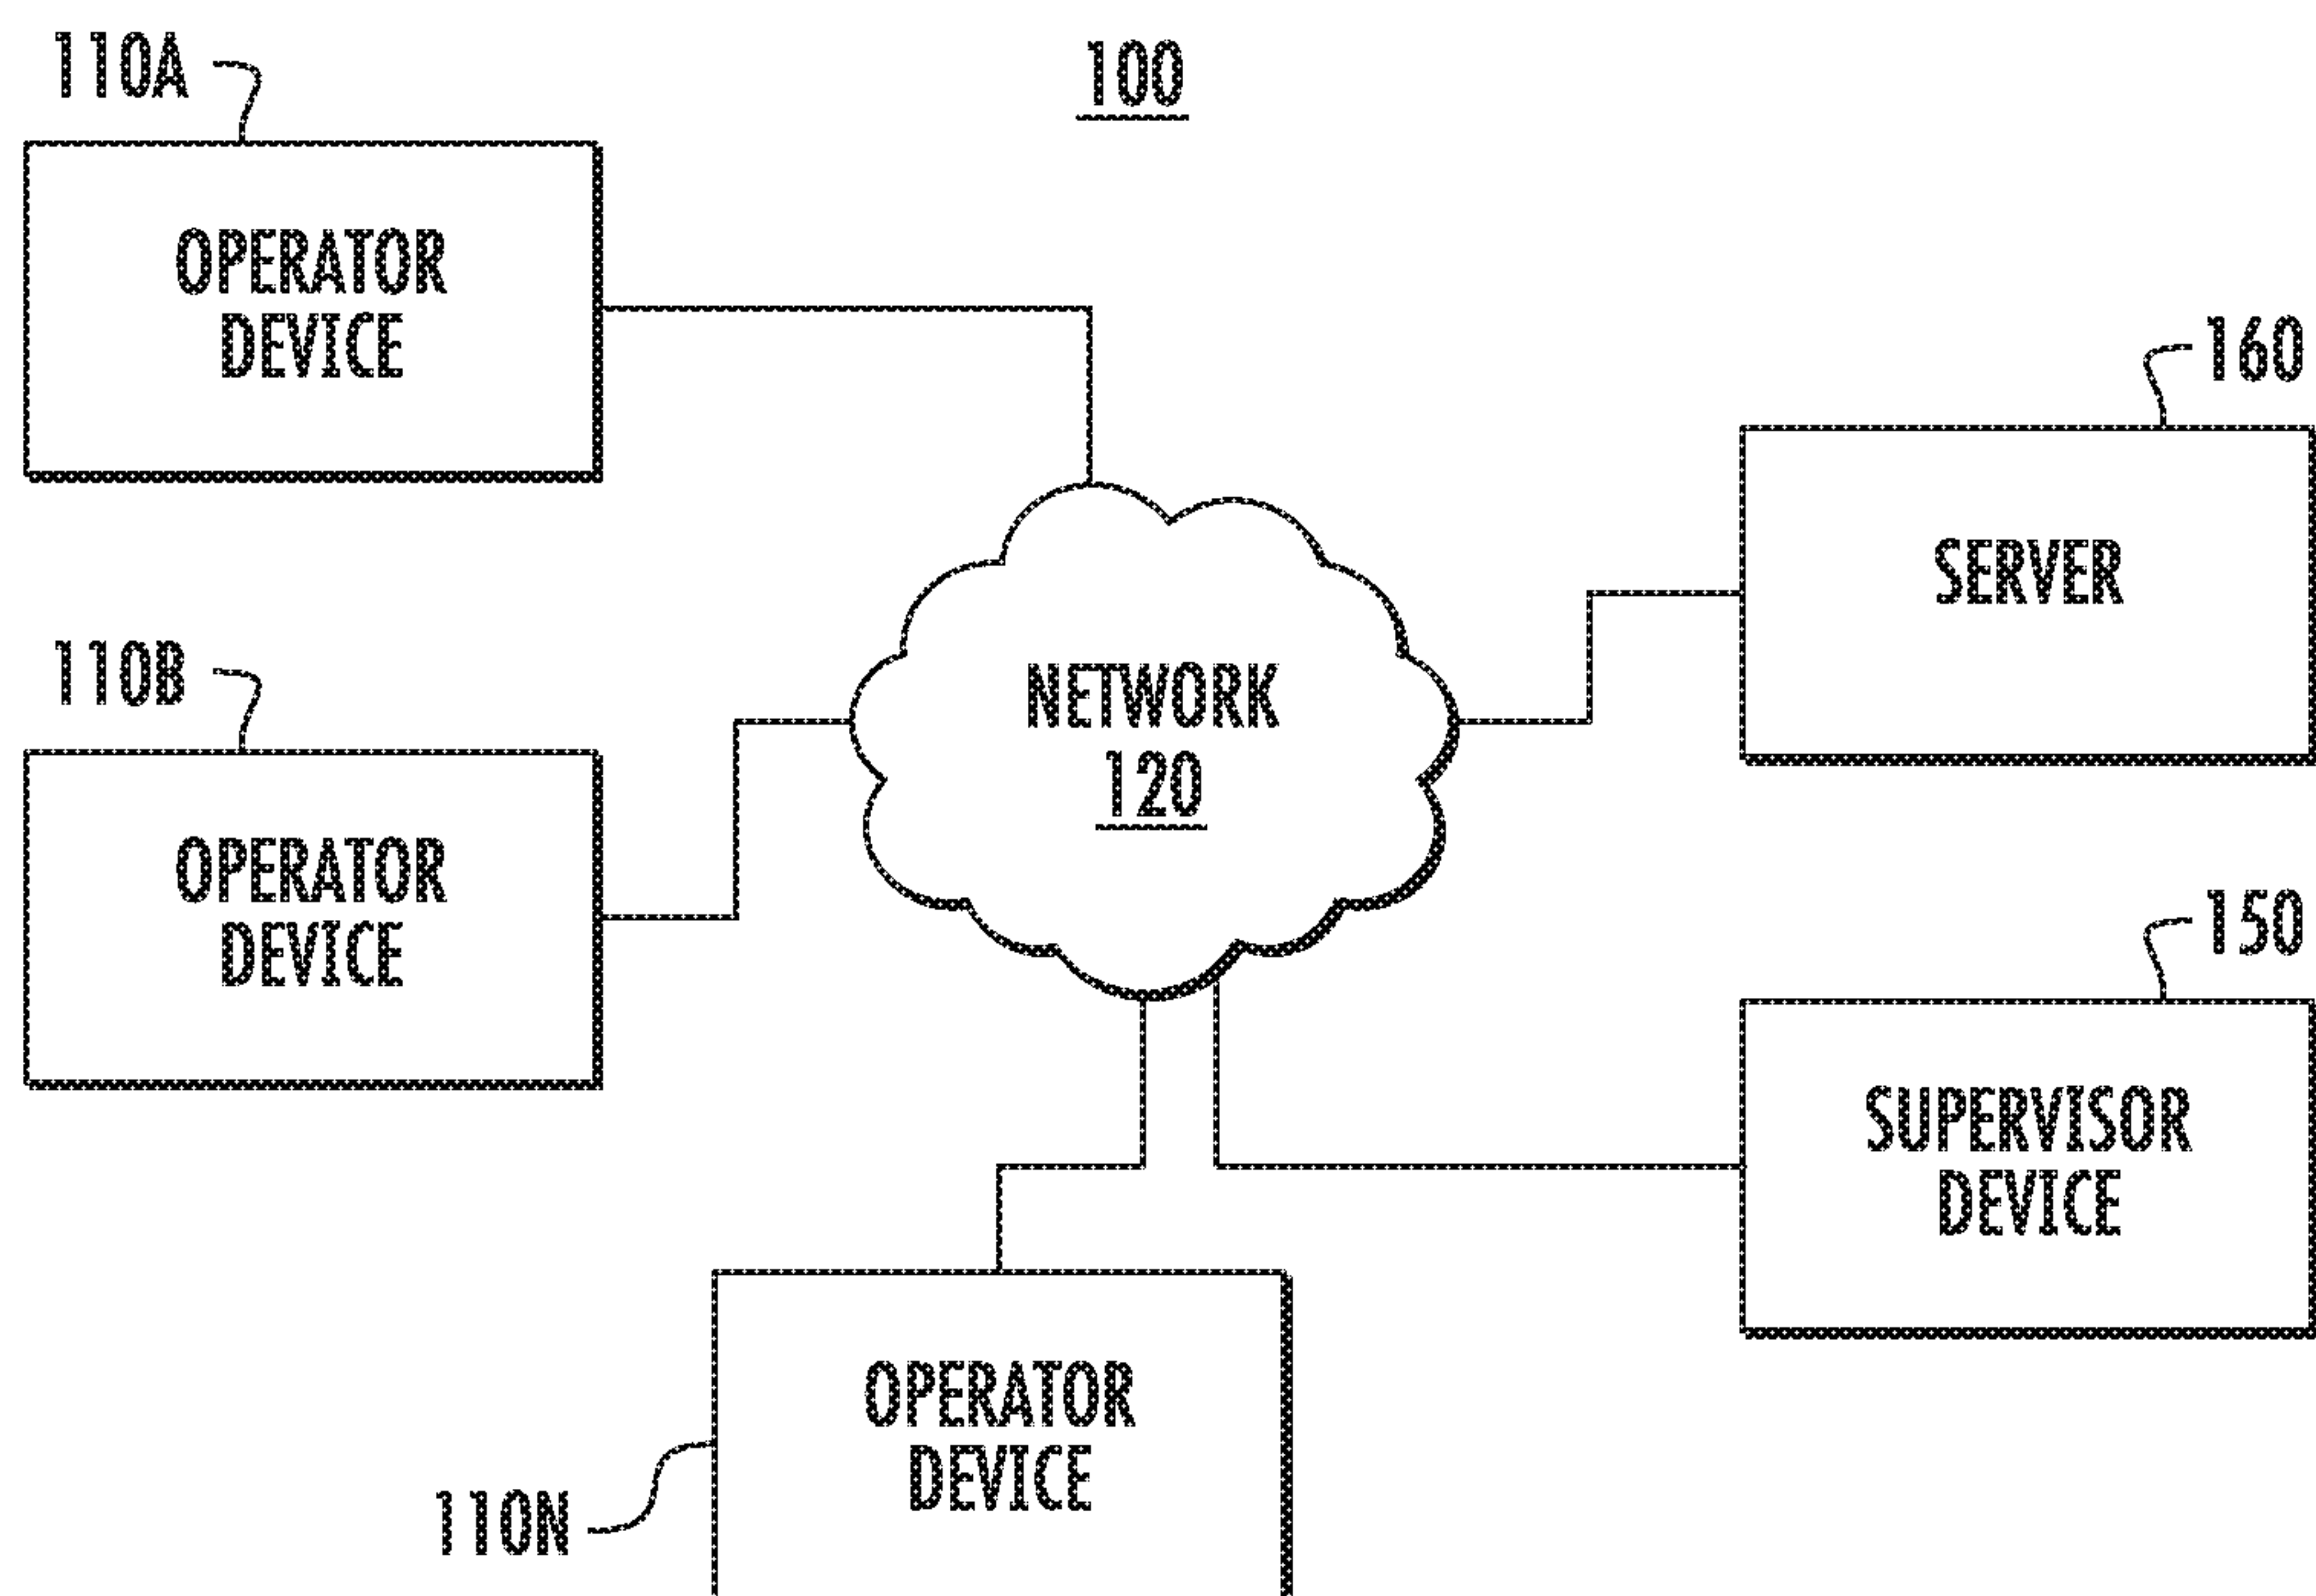 110A
100
OPERATOR
DEVICE
160
SERVER
110B
NETWORK
120
OPERATOR
DEVICE
150
SUPERVISOR
DEVICE
OPERATOR
DEVICE
110N